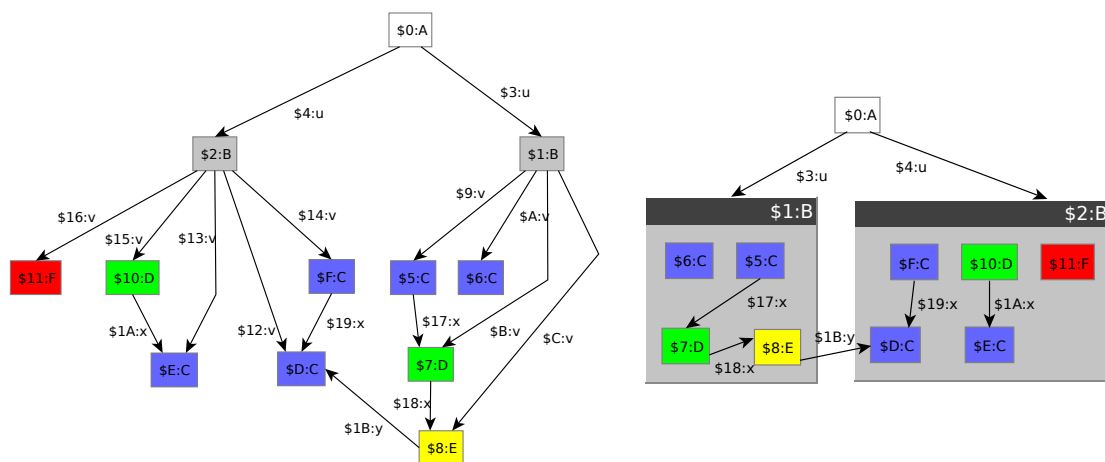 $0:A
$3:u
$4:u
$2:B
$1:B
$9:v
$14:v
$A:v
$16:v
$15:v
$13:v
$11:F
$10:D
$F:C
$5:C
$6:C
$1A:x
$12:v
$19:x
$17:x
$B:v
$C:v
$E:C
$D:C
$7:D
$18:x
$1B:y
$8:E
$0:A
$3:u
$4:u
$1:B
$2:B
$6:C
$5:C
$F:C
$10:D
$11:F
$17:x
$19:x
$1A:x
$7:D
$8:E
$1B:y
$D:C
$E:C
$18:x